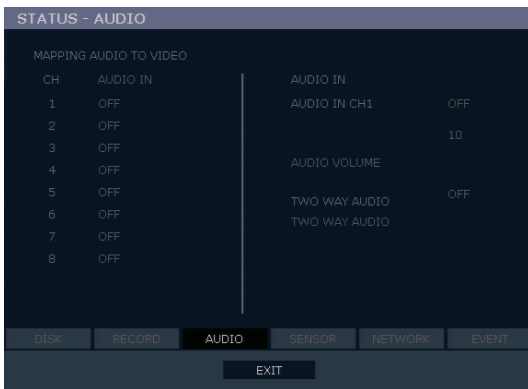 STATUS - AUDIO
MAPPING AUDIO TO VIDEO
CH AUDIO IN
1 OFF
2 OFF
3 OFF
4 OFF
5 OFF
6 OFF
7 OFF
8 OFF
AUDIO IN
AUDIO IN CH1 OFF
10
AUDIO VOLUME
OFF
TWO WAY AUDIO
TWO WAY AUDIO
DISK RECORD AUDIO SENSOR NETWORK EVENT
EXIT